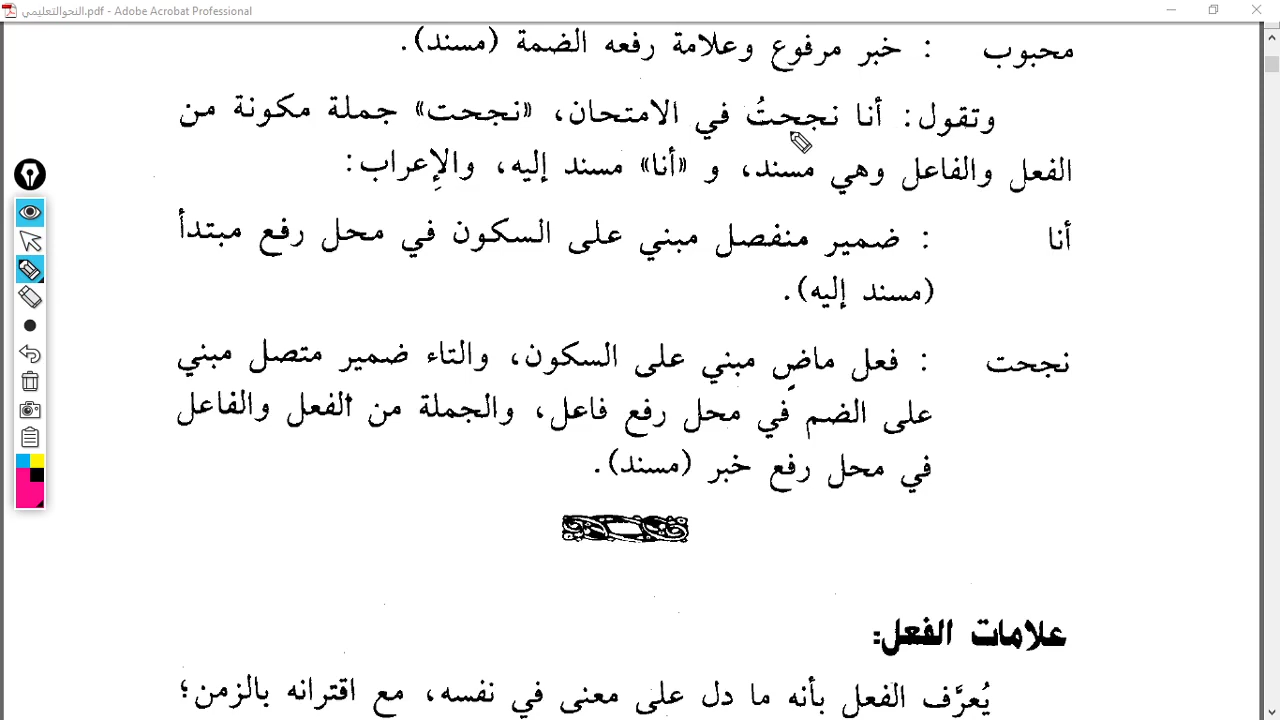 النحوالتعليمي.pdf - Adobe Acrobat Professional
محبوب : خبر مرفوع وعلامة رفعه الضمة (مسند).
وتقول: أنا نجحتُ في الامتحان، «نجحت» جملة مكونة من
الفعل والفاعل وهي مسند، و «أنا» مسند إليه، والإِعراب:
أنا : ضمير منفصل مبني على السكون في محل رفع مبتدأ
(مسند إليه).
نجحت : فعل ماضٍ مبني على السكون، والتاء ضمير متصل مبني
على الضم في محل رفع فاعل، والجملة من الفعل والفاعل
في محل رفع خبر (مسند).
علامات الفعل:
يُعرَّف الفعل بأنه ما دل على معنى في نفسه، مع اقترانه بالزمن؛